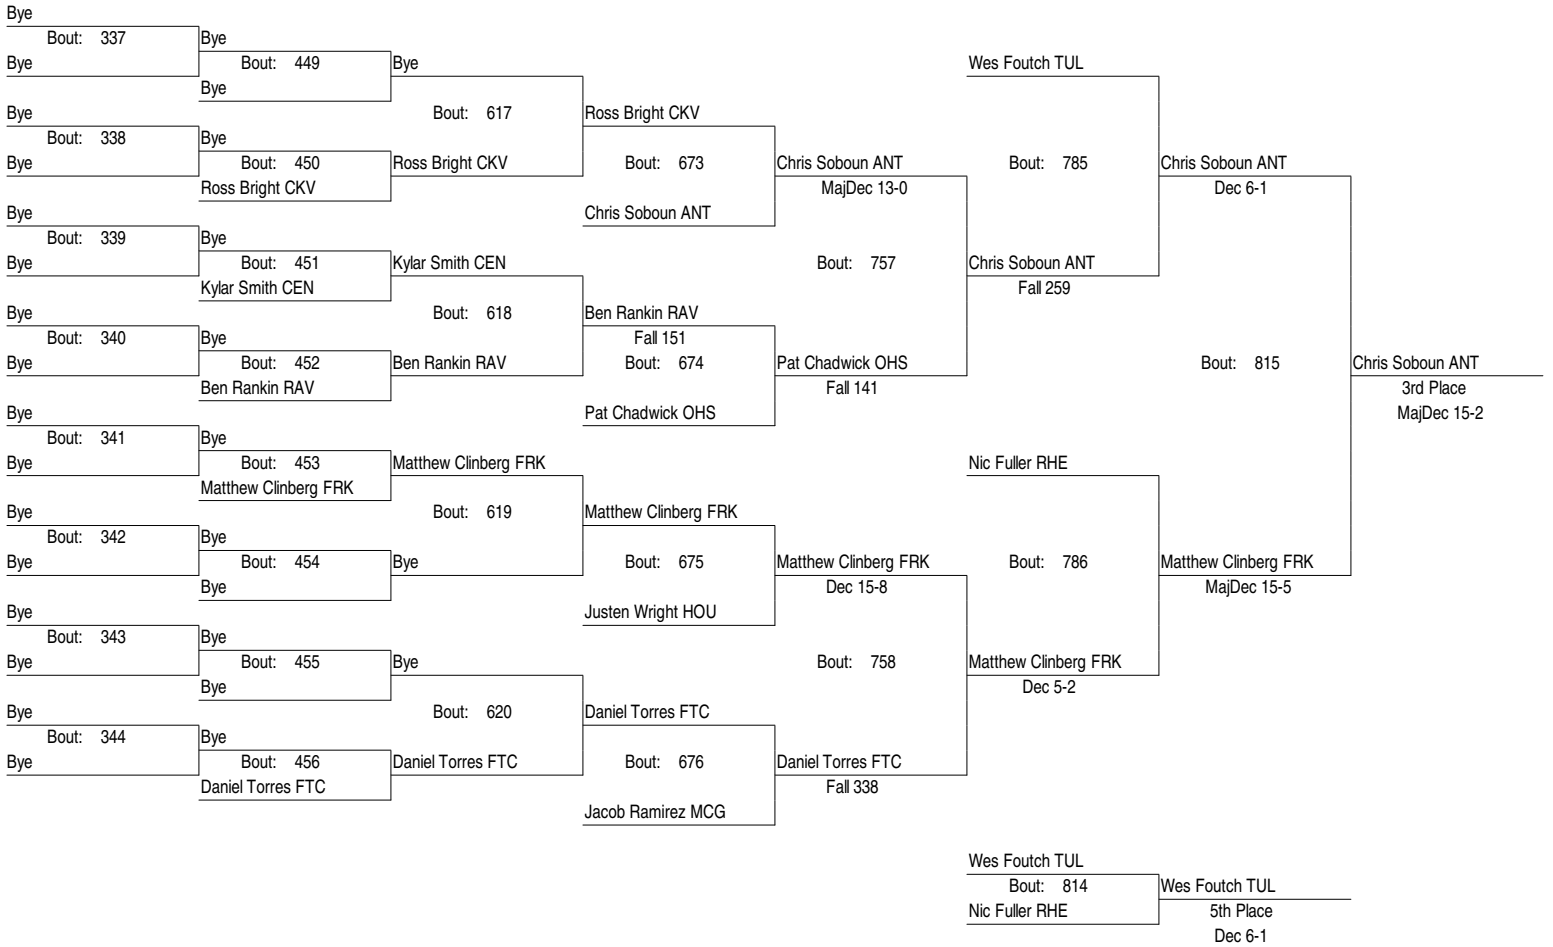 Bye
Bout: 337 Bye
Bye Bout: 449 Bye Wes Foutch TUL
Bye
Bye Bout: 617 Ross Bright CKV
Bout: 338 Bye
Bye Bout: 450 Ross Bright CKV Bout: 673 Chris Soboun ANT Bout: 785 Chris Soboun ANT
Ross Bright CKV MajDec 13-0 Dec 6-1
Bye Chris Soboun ANT
Bout: 339 Bye
Bye Bout: 451 Kylar Smith CEN Bout: 757 Chris Soboun ANT
Kylar Smith CEN Fall 259
Bye Bout: 618 Ben Rankin RAV
Bout: 340 Bye Fall 151
Bye Bout: 452 Ben Rankin RAV Bout: 674 Pat Chadwick OHS Bout: 815 Chris Soboun ANT
Ben Rankin RAV Fall 141 3rd Place
Bye Pat Chadwick OHS MajDec 15-2
Bout: 341 Bye
Bye Bout: 453 Matthew Clinberg FRK Nic Fuller RHE
Matthew Clinberg FRK
Bye Bout: 619 Matthew Clinberg FRK
Bout: 342 Bye
Bye Bout: 454 Bye Bout: 675 Matthew Clinberg FRK Bout: 786 Matthew Clinberg FRK
Bye Dec 15-8 MajDec 15-5
Bye Justen Wright HOU
Bout: 343 Bye
Bye Bout: 455 Bye Bout: 758 Matthew Clinberg FRK
Bye Dec 5-2
Bye Bout: 620 Daniel Torres FTC
Bout: 344 Bye
Bye Bout: 456 Daniel Torres FTC Bout: 676 Daniel Torres FTC
Daniel Torres FTC Fall 338
Jacob Ramirez MCG
Wes Foutch TUL
Bout: 814 Wes Foutch TUL
Nic Fuller RHE 5th Place
Dec 6-1